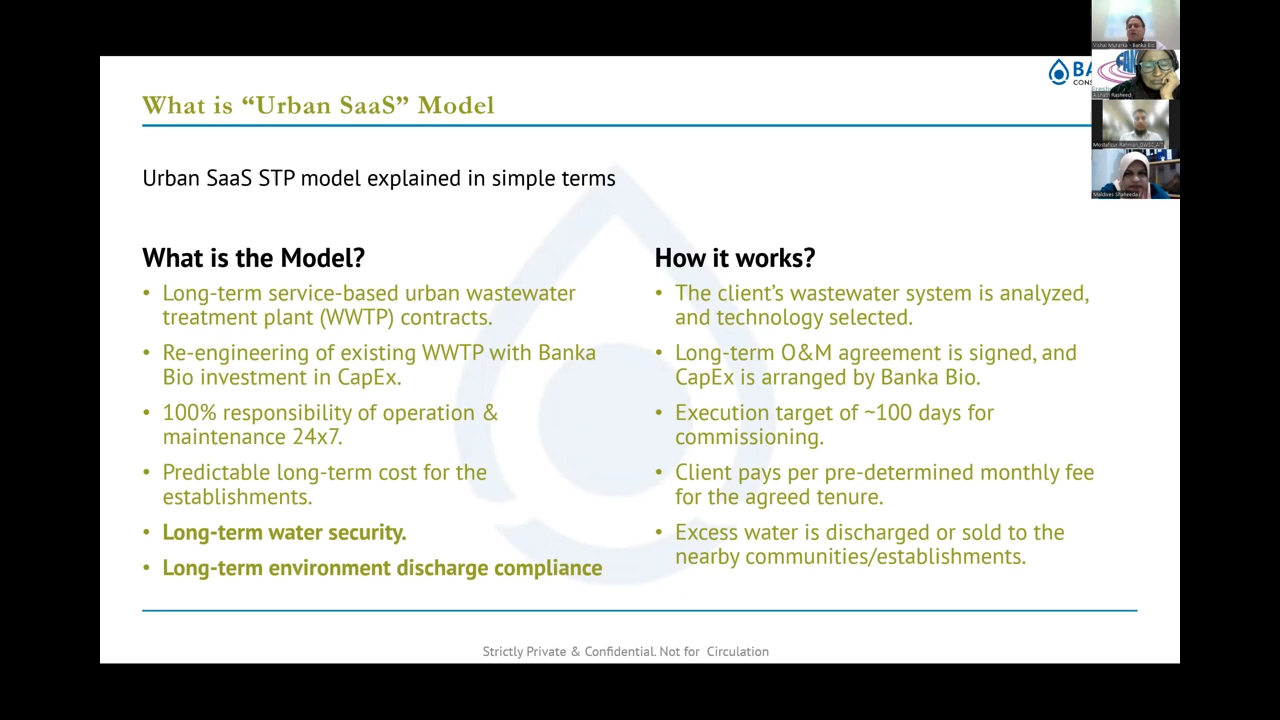 BA
CONS
What is “Urban SaaS” Model
Urban SaaS STP model explained in simple terms
What is the Model?
• Long-term service-based urban wastewater
treatment plant (WWTP) contracts.
• Re-engineering of existing WWTP with Banka
Bio investment in CapEx.
• 100% responsibility of operation &
maintenance 24x7.
• Predictable long-term cost for the
establishments.
• Long-term water security.
• Long-term environment discharge compliance
How it works?
• The client’s wastewater system is analyzed,
and technology selected.
• Long-term O&M agreement is signed, and
CapEx is arranged by Banka Bio.
• Execution target of ~100 days for
commissioning.
• Client pays per pre-determined monthly fee
for the agreed tenure.
• Excess water is discharged or sold to the
nearby communities/establishments.
Strictly Private & Confidential. Not for  Circulation
Maldives Shaheeda